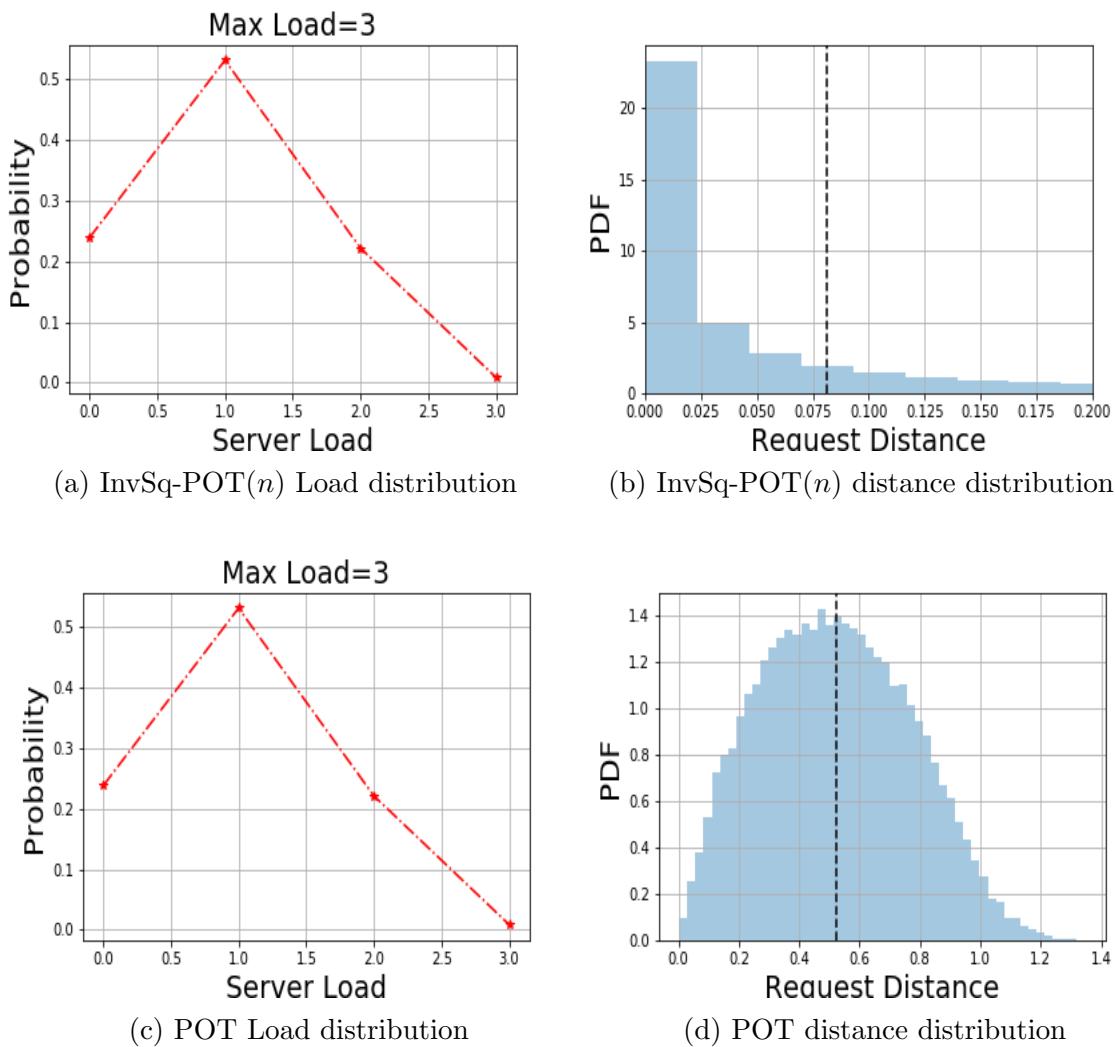 Max Load=3
Probability
0.5
0.4
0.3
0.2
0.1
0.0
0.0 0.5 1.0 1.5 2.0 2.5 3.0
Server Load
(a) InvSq-POT(n) Load distribution
PDF
20
15
10
5
0
0.000 0.025 0.050 0.075 0.100 0.125 0.150 0.175 0.200
Request Distance
(b) InvSq-POT(n) distance distribution
Max Load=3
Probability
0.5
0.4
0.3
0.2
0.1
0.0
0.0 0.5 1.0 1.5 2.0 2.5 3.0
Server Load
(c) POT Load distribution
PDF
1.4
1.2
1.0
0.8
0.6
0.4
0.2
0.0
0.0 0.2 0.4 0.6 0.8 1.0 1.2 1.4
Request Distance
(d) POT distance distribution